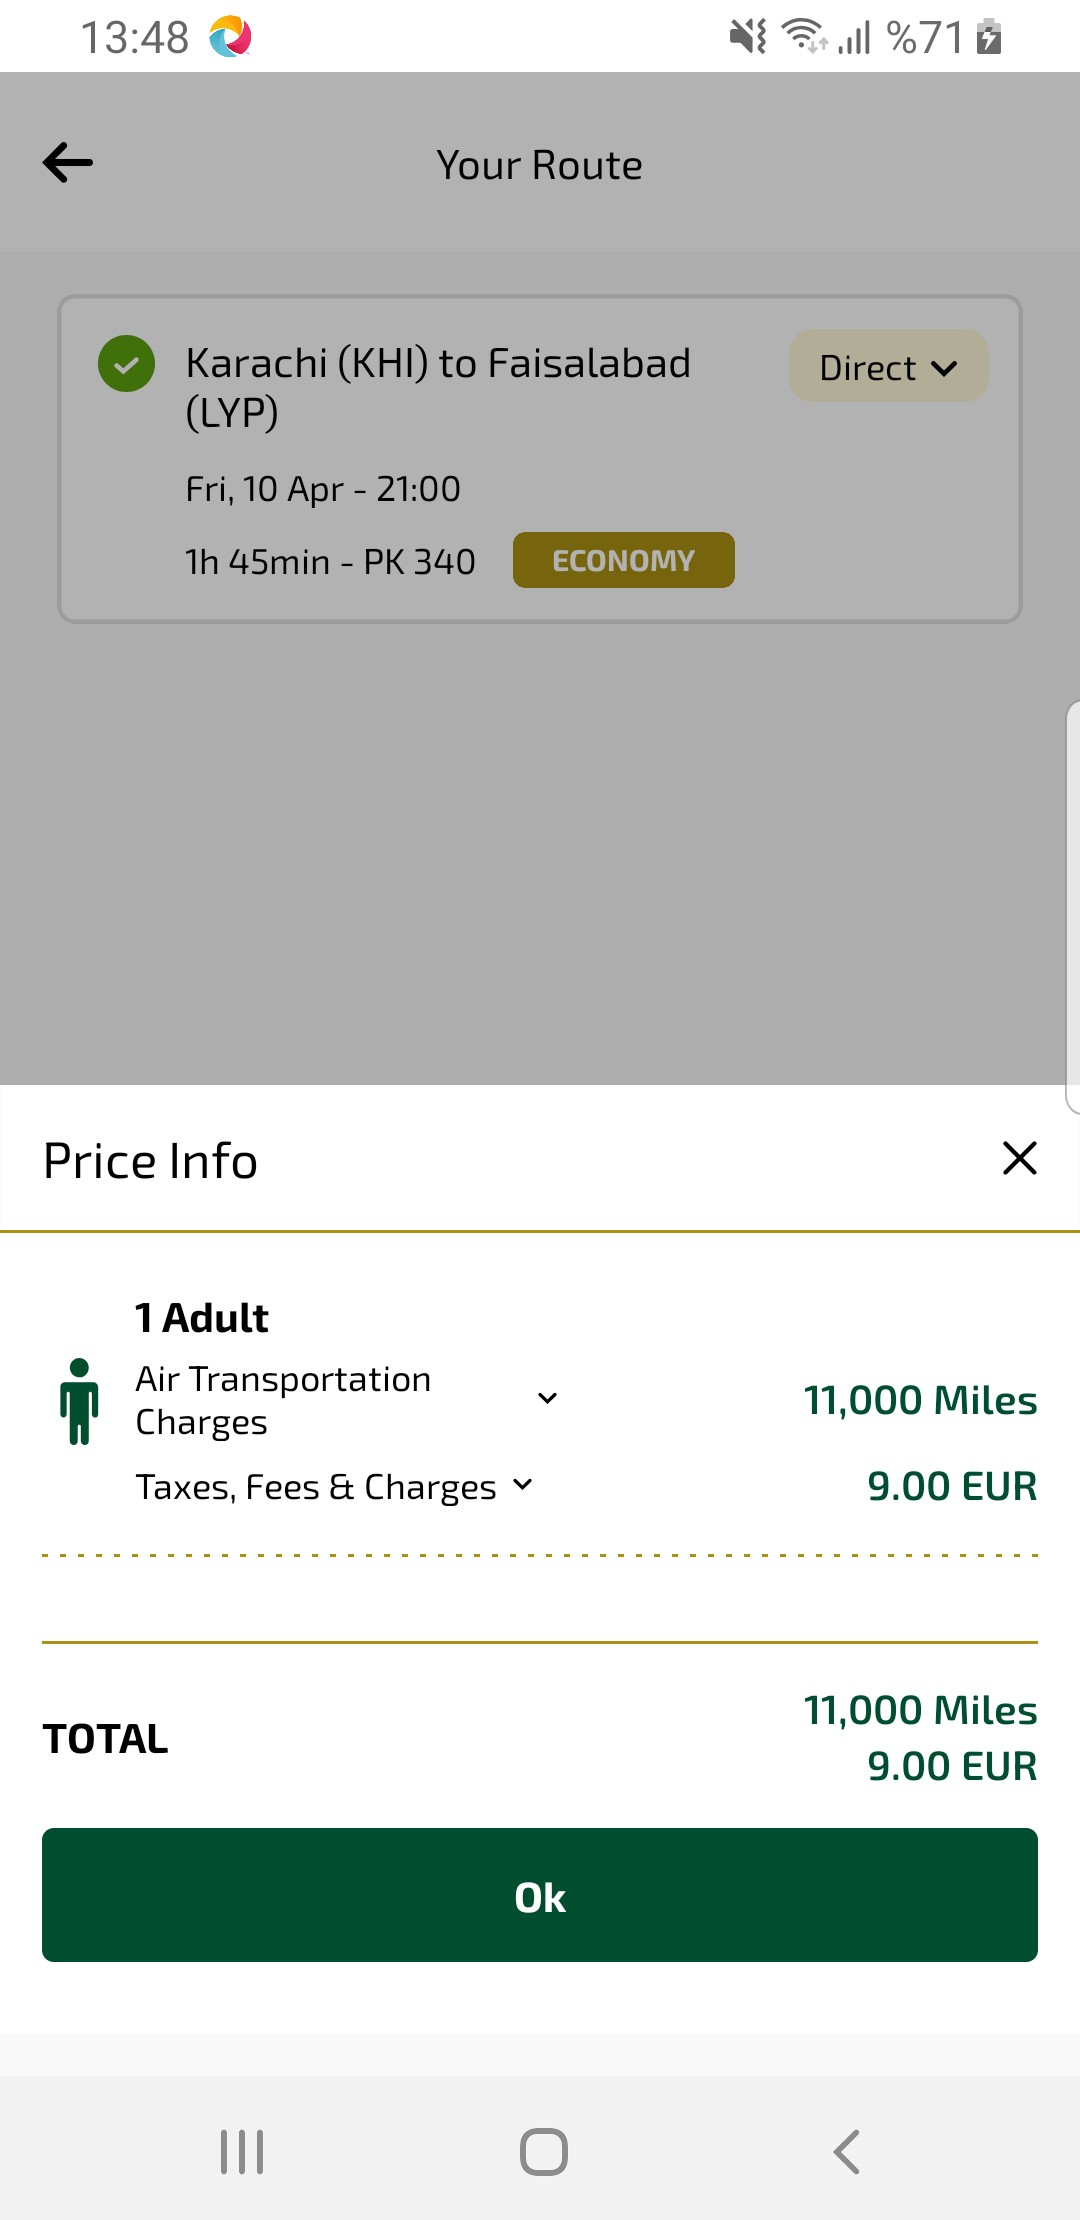 13:48
%71
Your Route
Karachi (KHI) to Faisalabad
(LYP)
Direct
Fri, 10 Apr - 21:00
1h 45min - PK 340
ECONOMY
Price Info
1 Adult
Air Transportation
Charges
11,000 Miles
Taxes, Fees & Charges
9.00 EUR
TOTAL
11,000 Miles
9.00 EUR
Ok